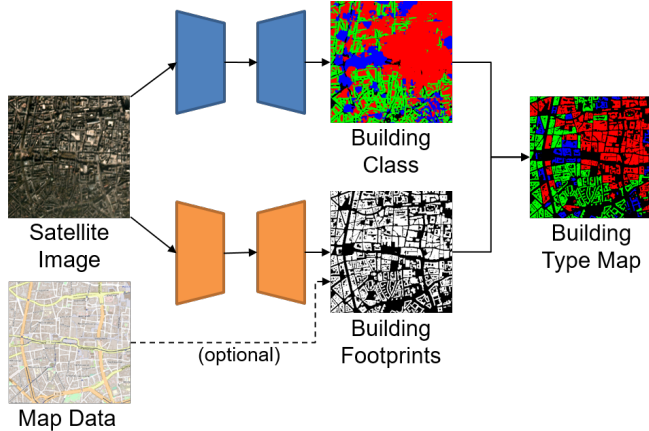 Building
Class
Satellite
Image
Building
Type Map
(optional)
Building
Footprints
Map Data